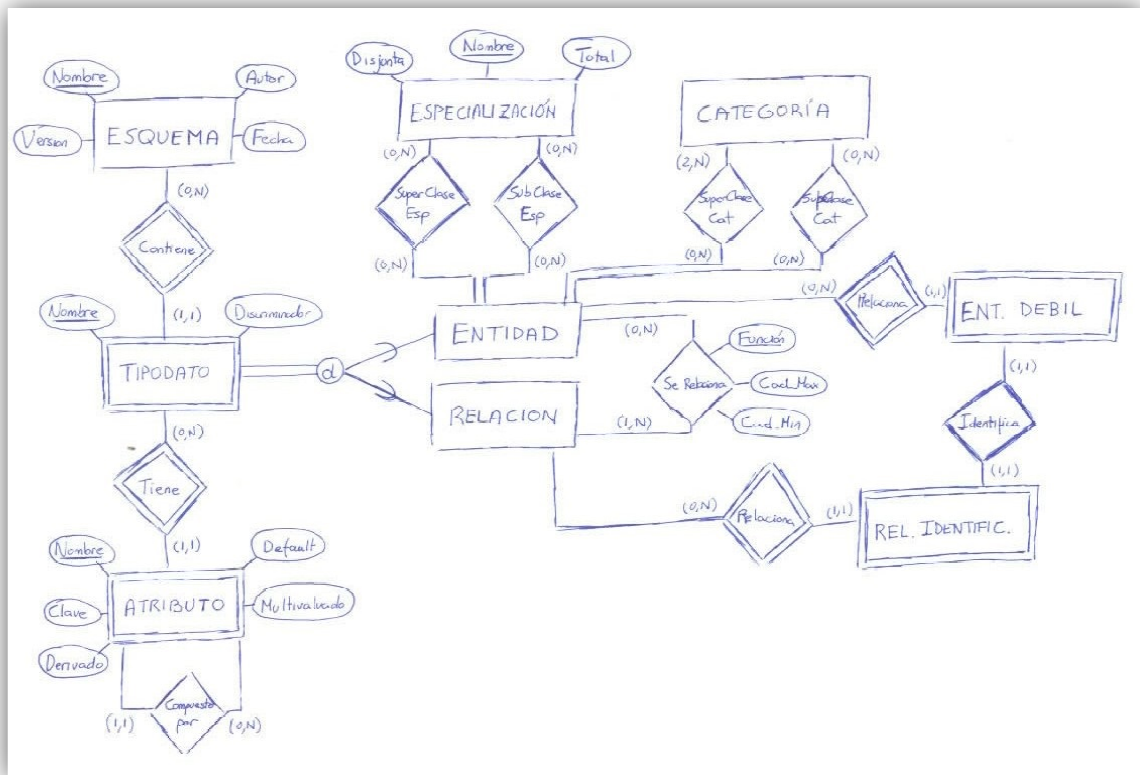 Nombre
Autor
Version
ESQUEMA
Fecha
(0,N)
Contiene
(1,1)
Nombre
Discriminador
TIPODATO
d
(0,N)
Tiene
(1,1)
Nombre
Default
Clave
ATRIBUTO
Multivaluado
Derivado
(1,1)
Compuesto
por
(0,N)
Disjonta
Nombre
Total
ESPECIALIZACIÓN
(0,N)
(0,N)
SuperClase
Esp
SubClase
Esp
(0,N)
(0,N)
CATEGORÍA
(2,N)
(0,N)
SuperClase
Cat
Cat
(0,N)
(0,N)
ENTIDAD
(0,N)
Relaciona
(1,1)
ENT. DEBIL
(0,N)
Se Relaciona
Función
Card_Max
Card_Min
(1,N)
RELACION
(1,1)
Identifica
(1,1)
(0,N)
Relaciona
(1,1)
REL. IDENTIFIC.